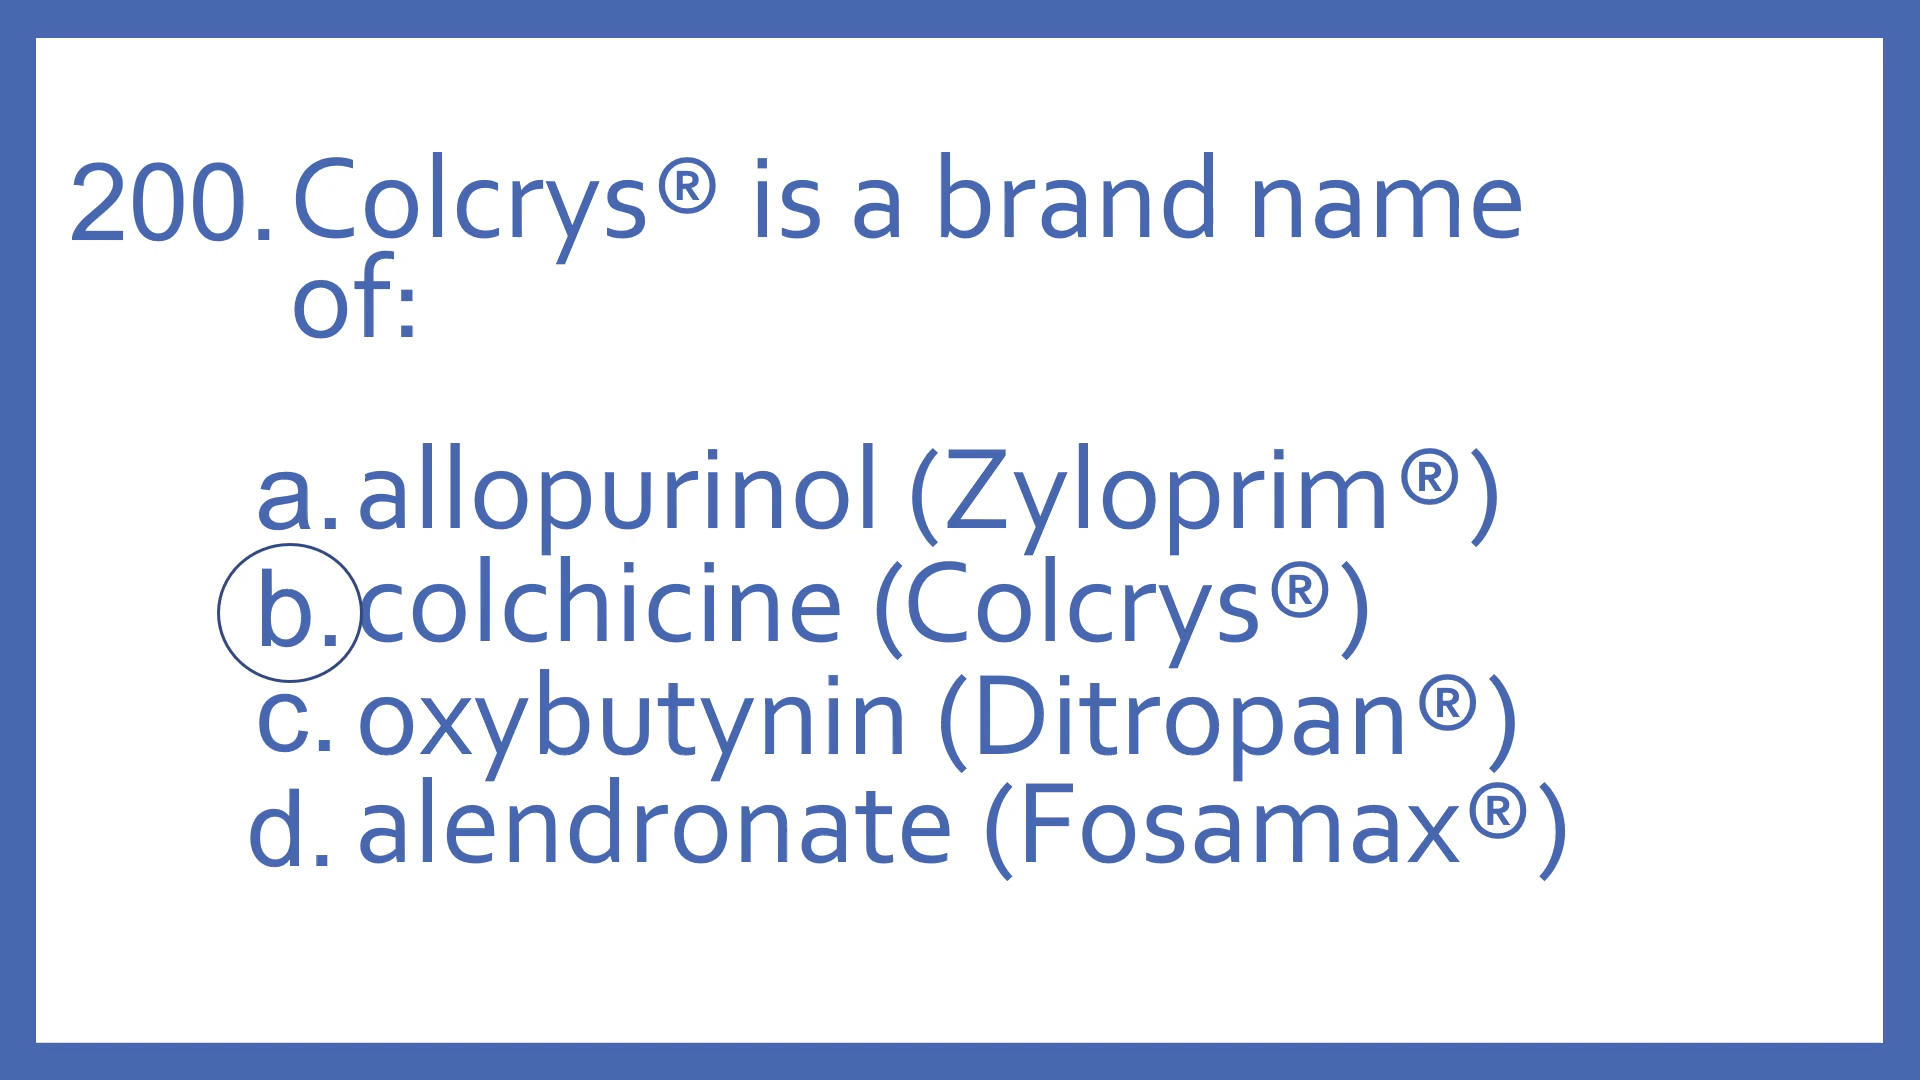 200. Colcrys® is a brand name
of:
a. allopurinol (Zyloprim®)
b. colchicine (Colcrys®)
c. oxybutynin (Ditropan®)
d. alendronate (Fosamax®)